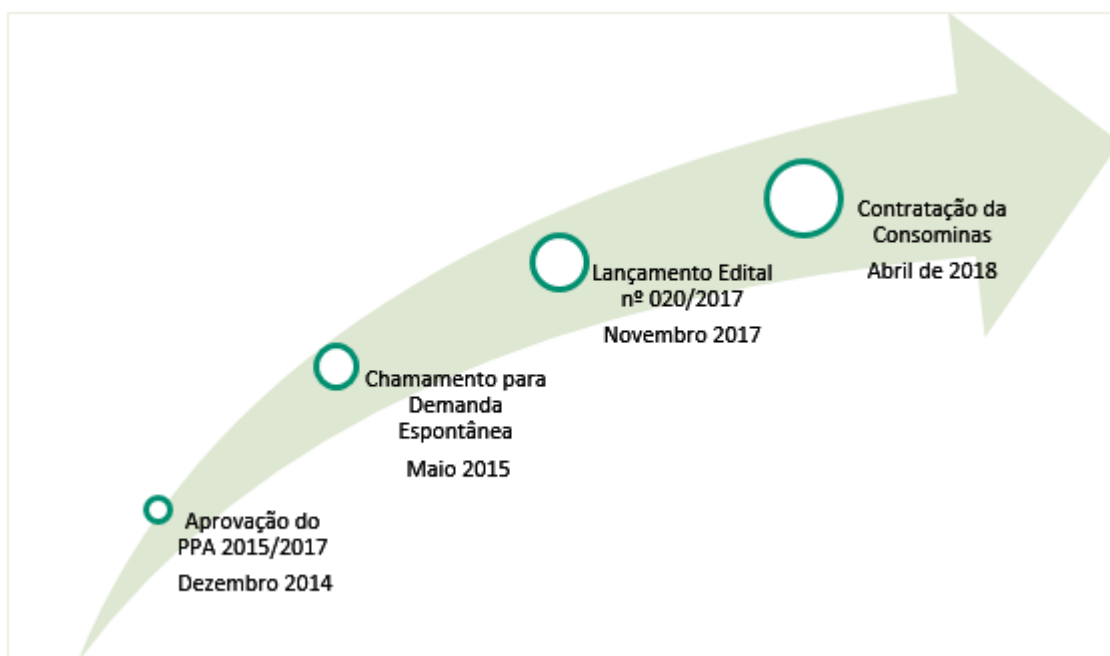 Aprovação do
PPA 2015/2017
Dezembro 2014
Chamamento para
Demanda
Espontânea
Maio 2015
Lançamento Edital
nº 020/2017
Novembro 2017
Contratação da
Consominas
Abril de 2018